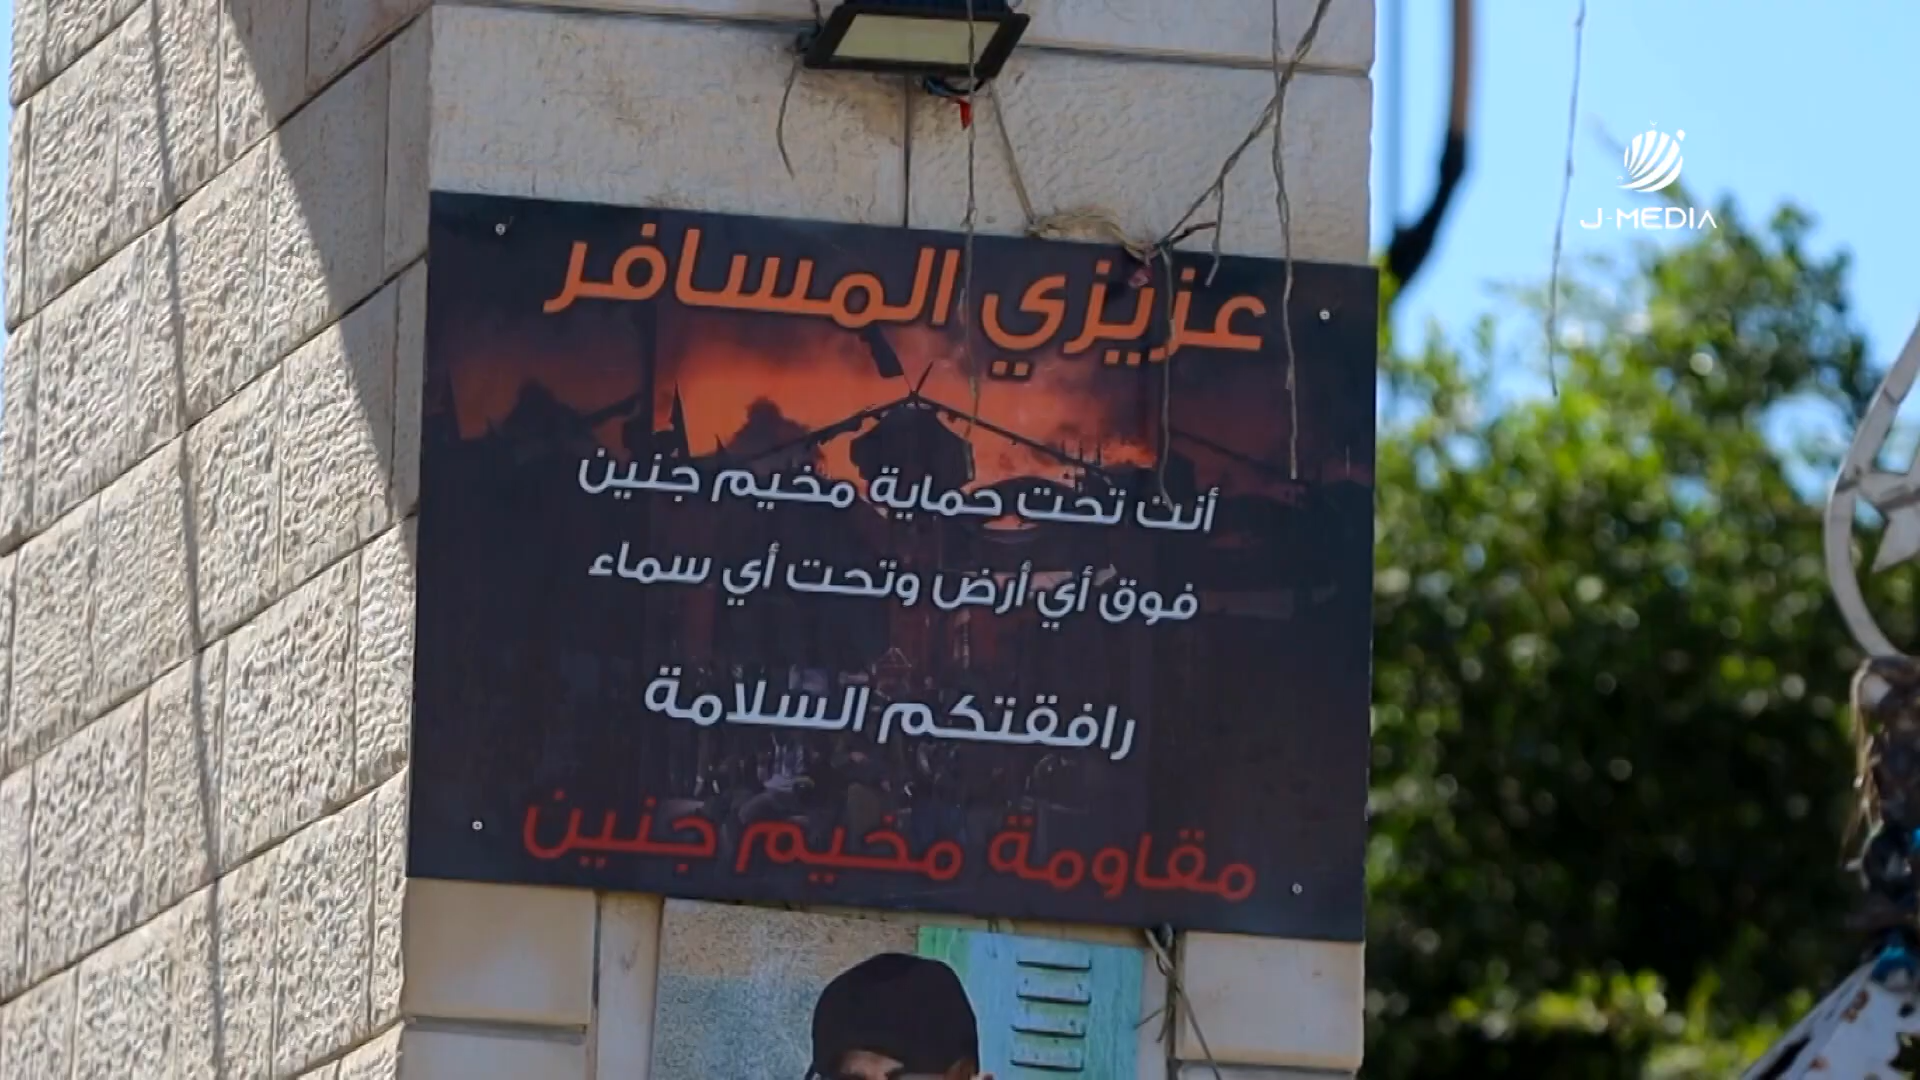 J-MEDIA
عزيزي المسافر
أنت تحت حماية مخيم جنين
فوق أي أرض وتحت أي سماء
رافقتكم السلامة
مقاومة مخيم جنين